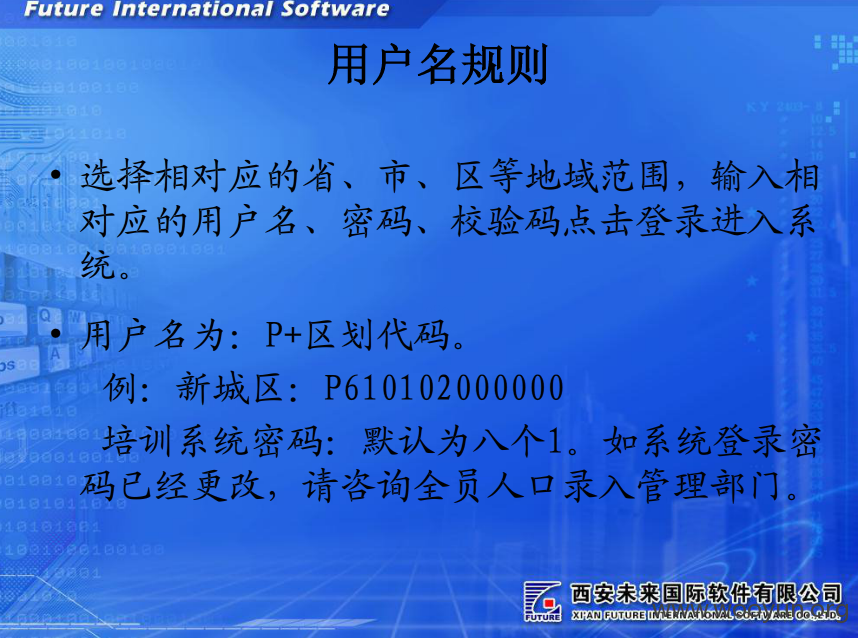 Future International Software
用户名规则
• 选择相对应的省、市、区等地域范围，输入相
对应的用户名、密码、校验码点击登录进入系
统。
• 用户名为：P+区划代码。
例：新城区：P610102000000
培训系统密码：默认为八个1。如系统登录密
码已经更改，请咨询全员人口录入管理部门。
FUTURE
西安未来国际软件有限公司
XI'AN FUTURE INTERNATIONAL SOFTWARE CO.,LTD.